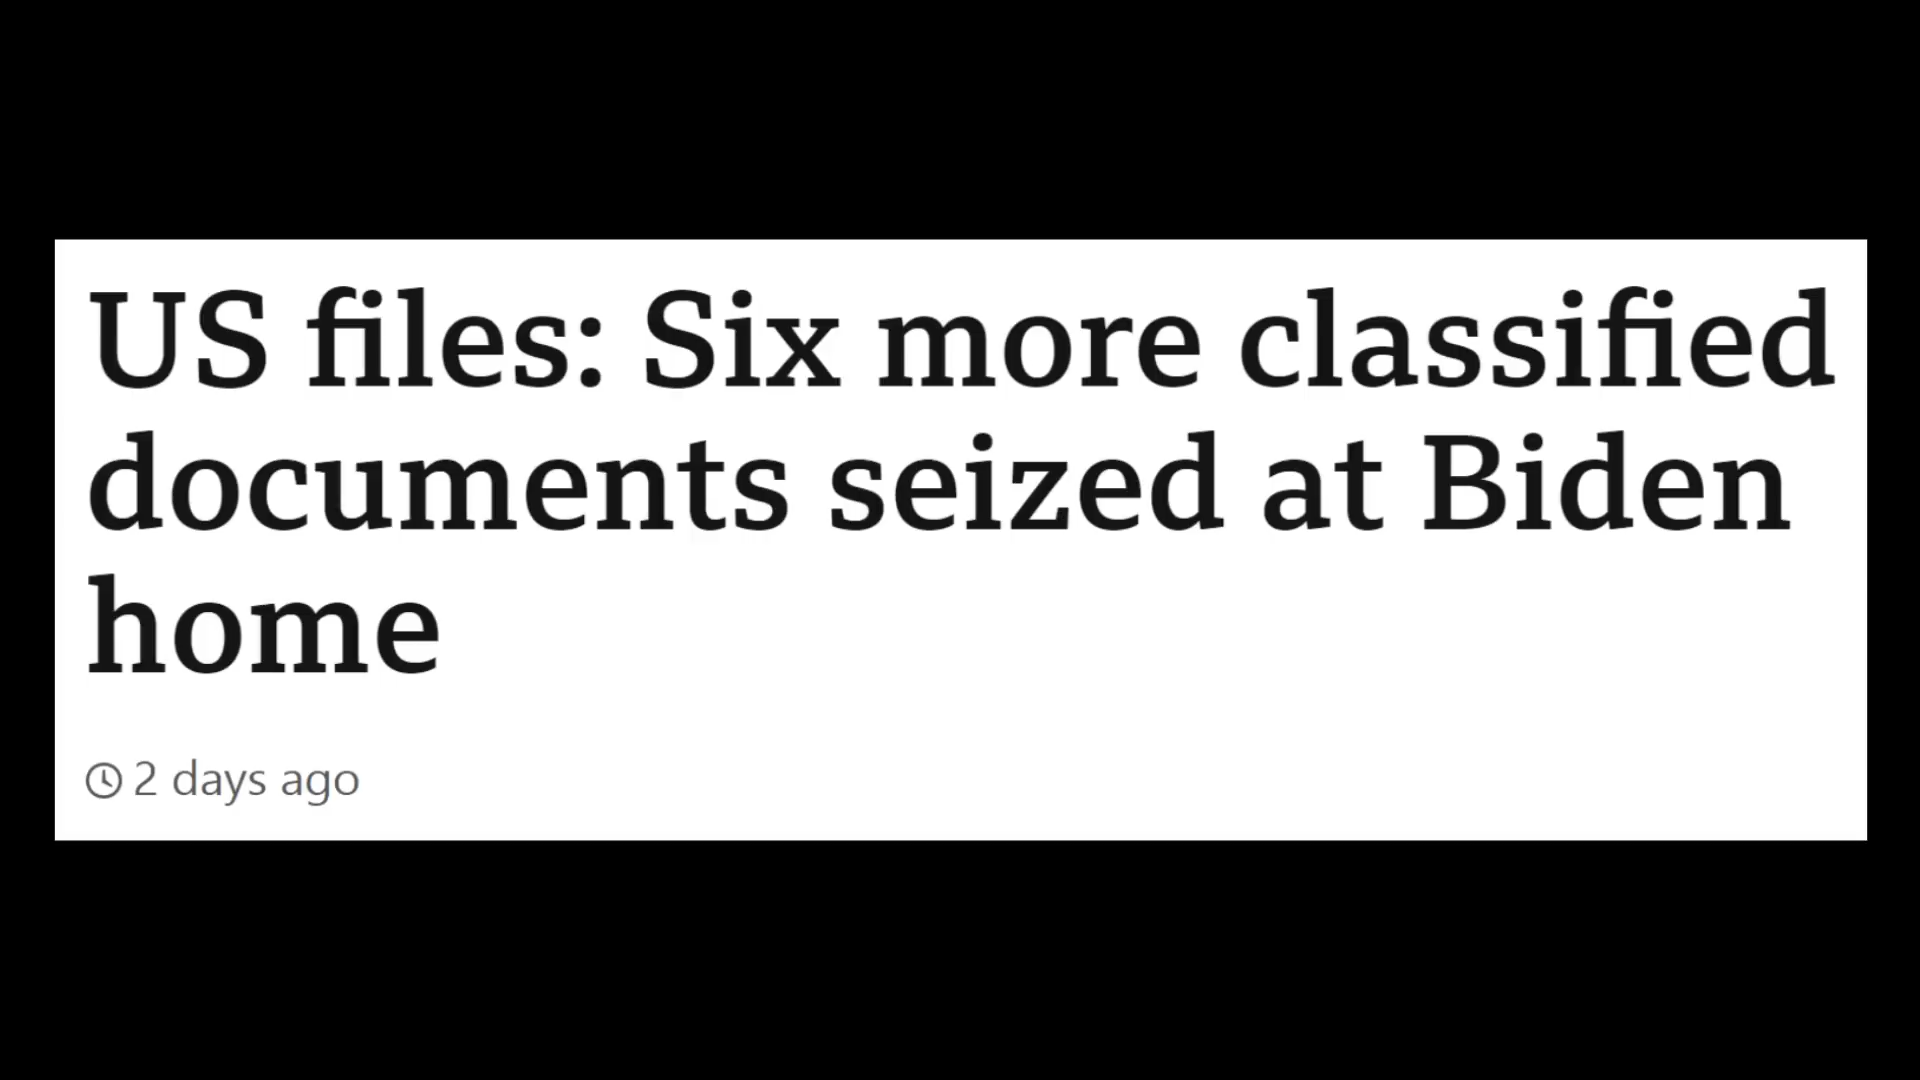 US files: Six more classified
documents seized at Biden
home
2 days ago